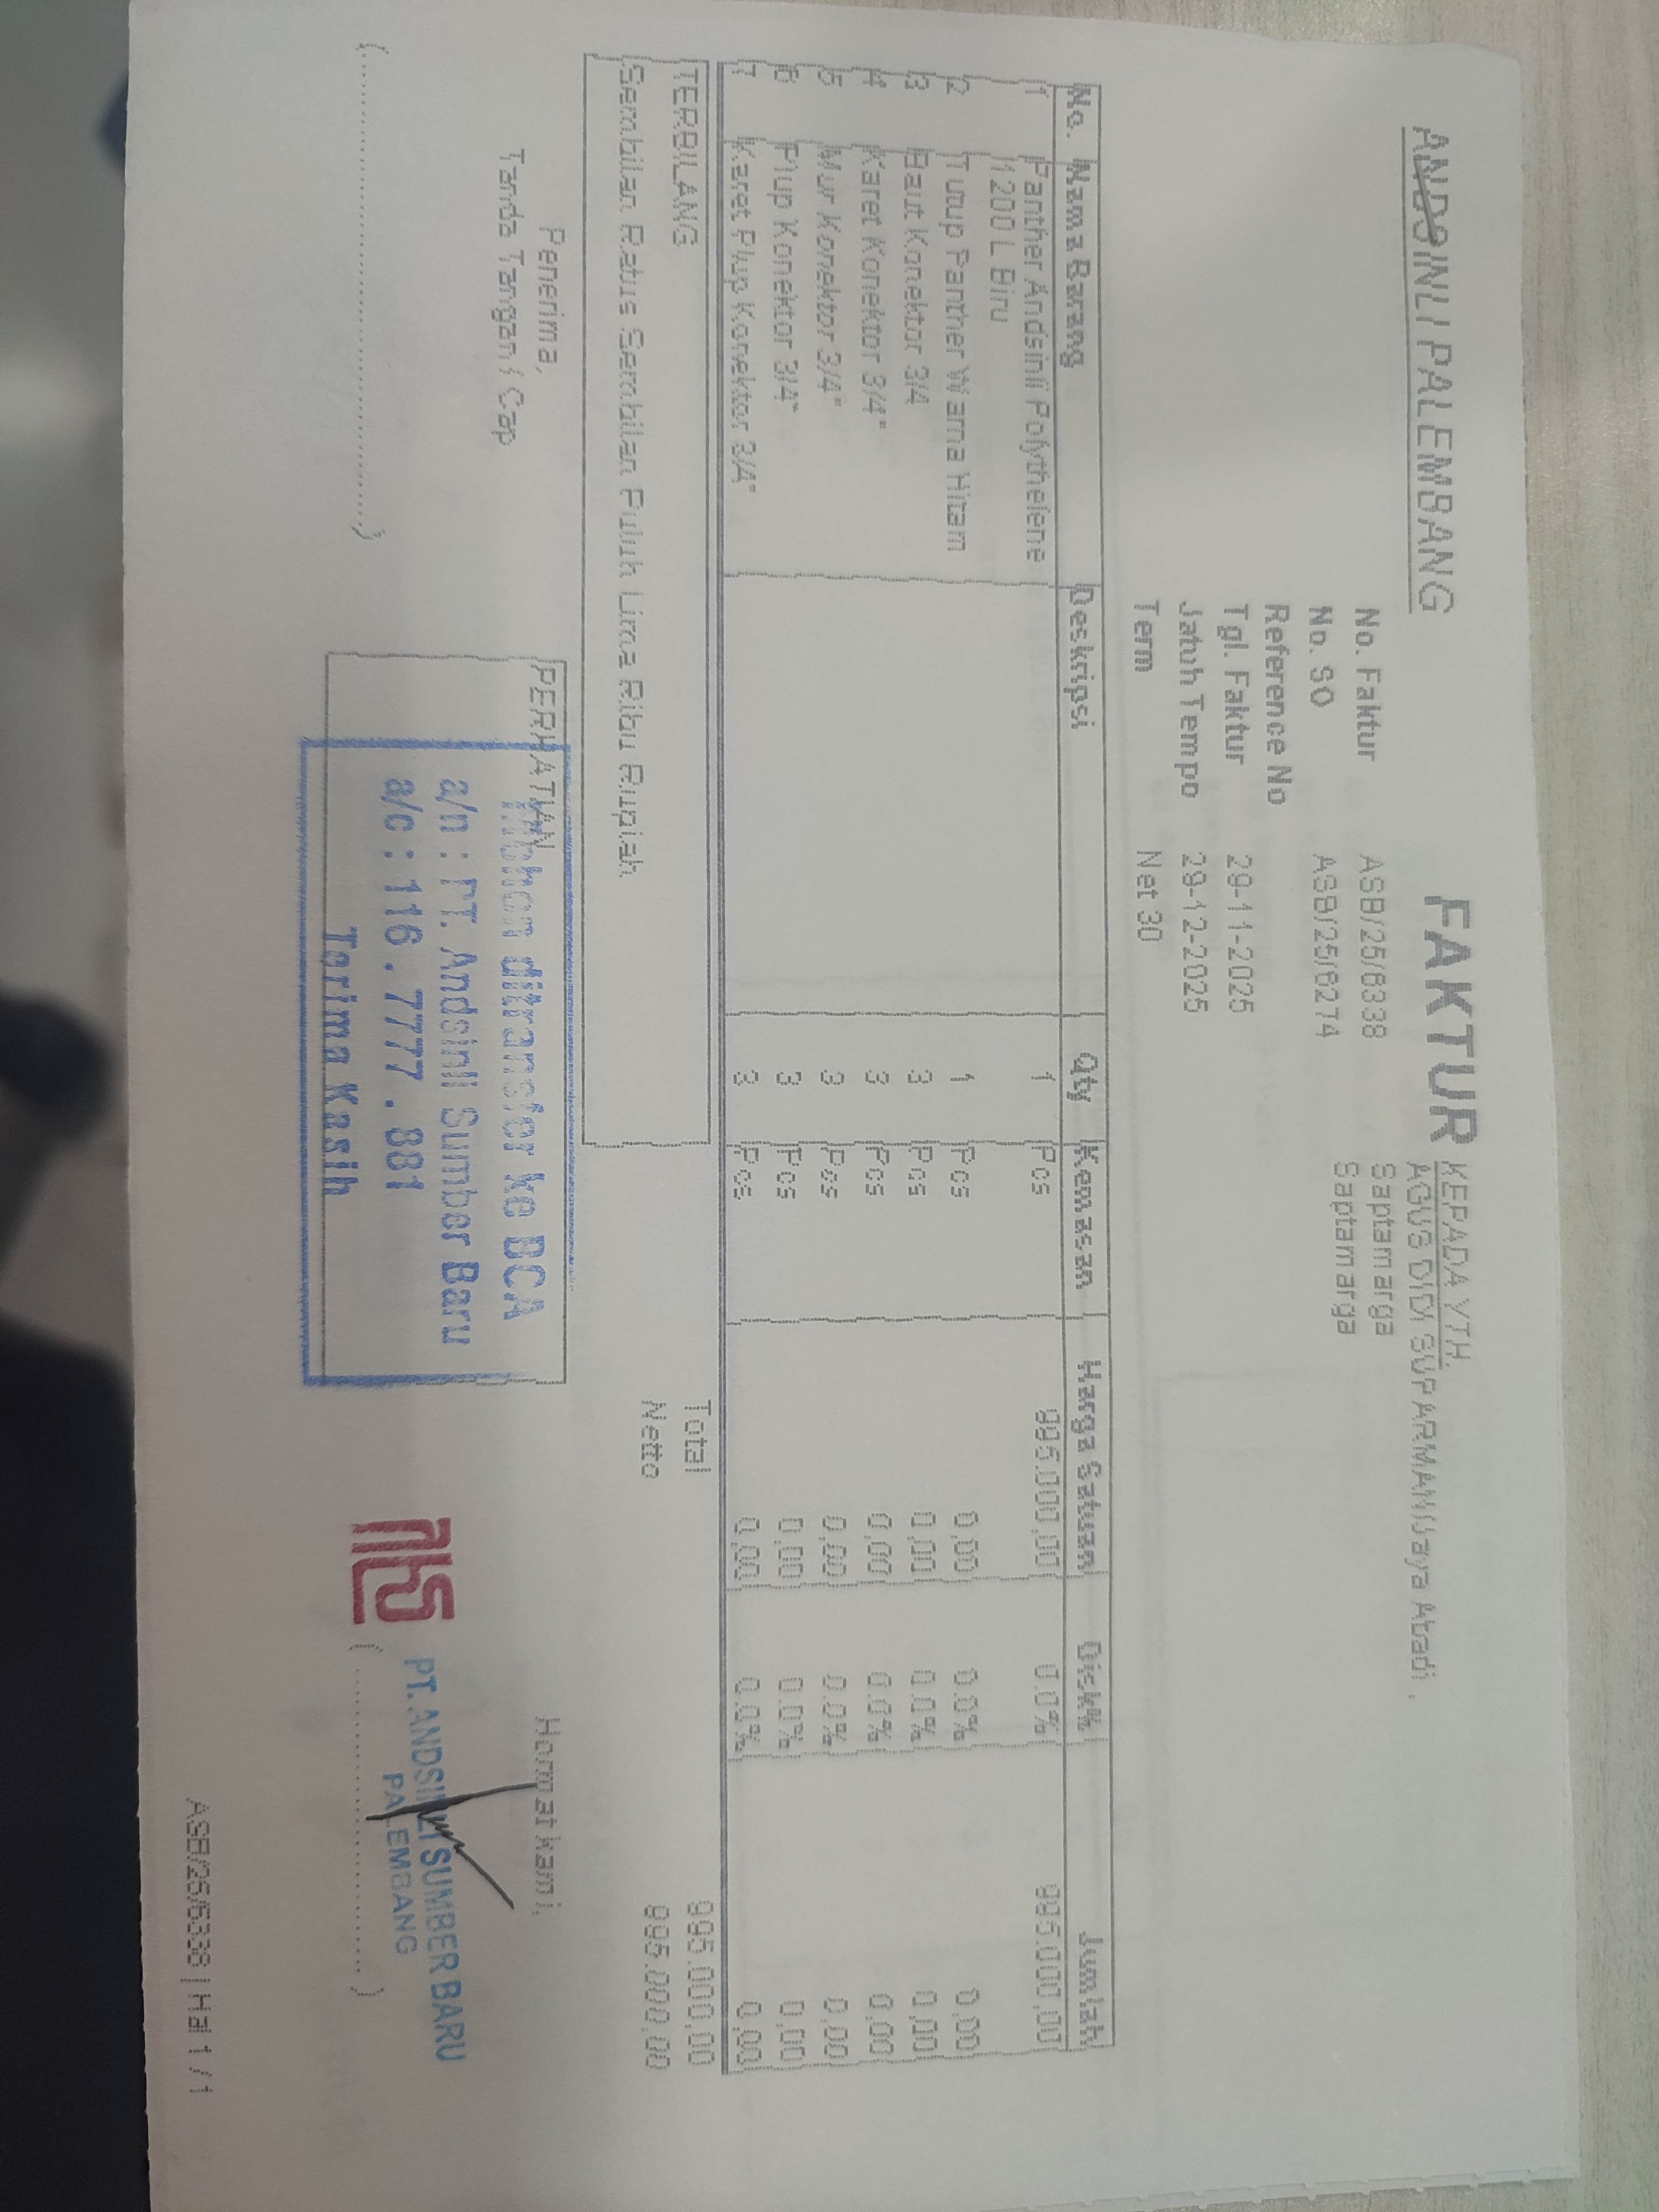 ANDSINLI PALEMBANG
FAKTUR
KEPADA YTH.
AGUS DIDI SUPARMAN (Jaya Abadi) ,
Saptamarga
Saptamarga
No. Faktur ASB/25/6338
No. SO ASB/25/6274
Reference No
Tgl. Faktur 29-11-2025
Jatuh Tempo 29-12-2025
Term Net 30
No. Nama Barang Deskripsi Qty Kemasan Harga Satuan Disk% Jumlah
1 Panther Andsinli Polythelene 1200 L Biru 1 Pcs 995.000,00 0.0% 995.000,00
2 Tutup Panther Warna Hitam 1 Pcs 0,00 0.0% 0,00
3 Baut Konektor 3/4 3 Pcs 0,00 0.0% 0,00
4 Karet Konektor 3/4" 3 Pcs 0,00 0.0% 0,00
5 Mur Konektor 3/4" 3 Pcs 0,00 0.0% 0,00
6 Plup Konektor 3/4" 3 Pcs 0,00 0.0% 0,00
7 Karet Plup Konektor 3/4" 3 Pcs 0,00 0.0% 0,00
TERBILANG
Sembilan Ratus Sembilan Puluh Lima Ribu Rupiah
Total 995.000,00
Netto 995.000,00
Penerima,
Tanda Tangan / Cap
(........................)
PERHATIAN
Mohon ditransfer ke BCA
a/n : PT. Andsinli Sumber Baru
a/c : 116 . 7777 . 881
Terima Kasih
Hormat kami,
PT. ANDSINLI SUMBER BARU
PALEMBANG
(........................)
ASB/25/6338 | Hal 1 / 1